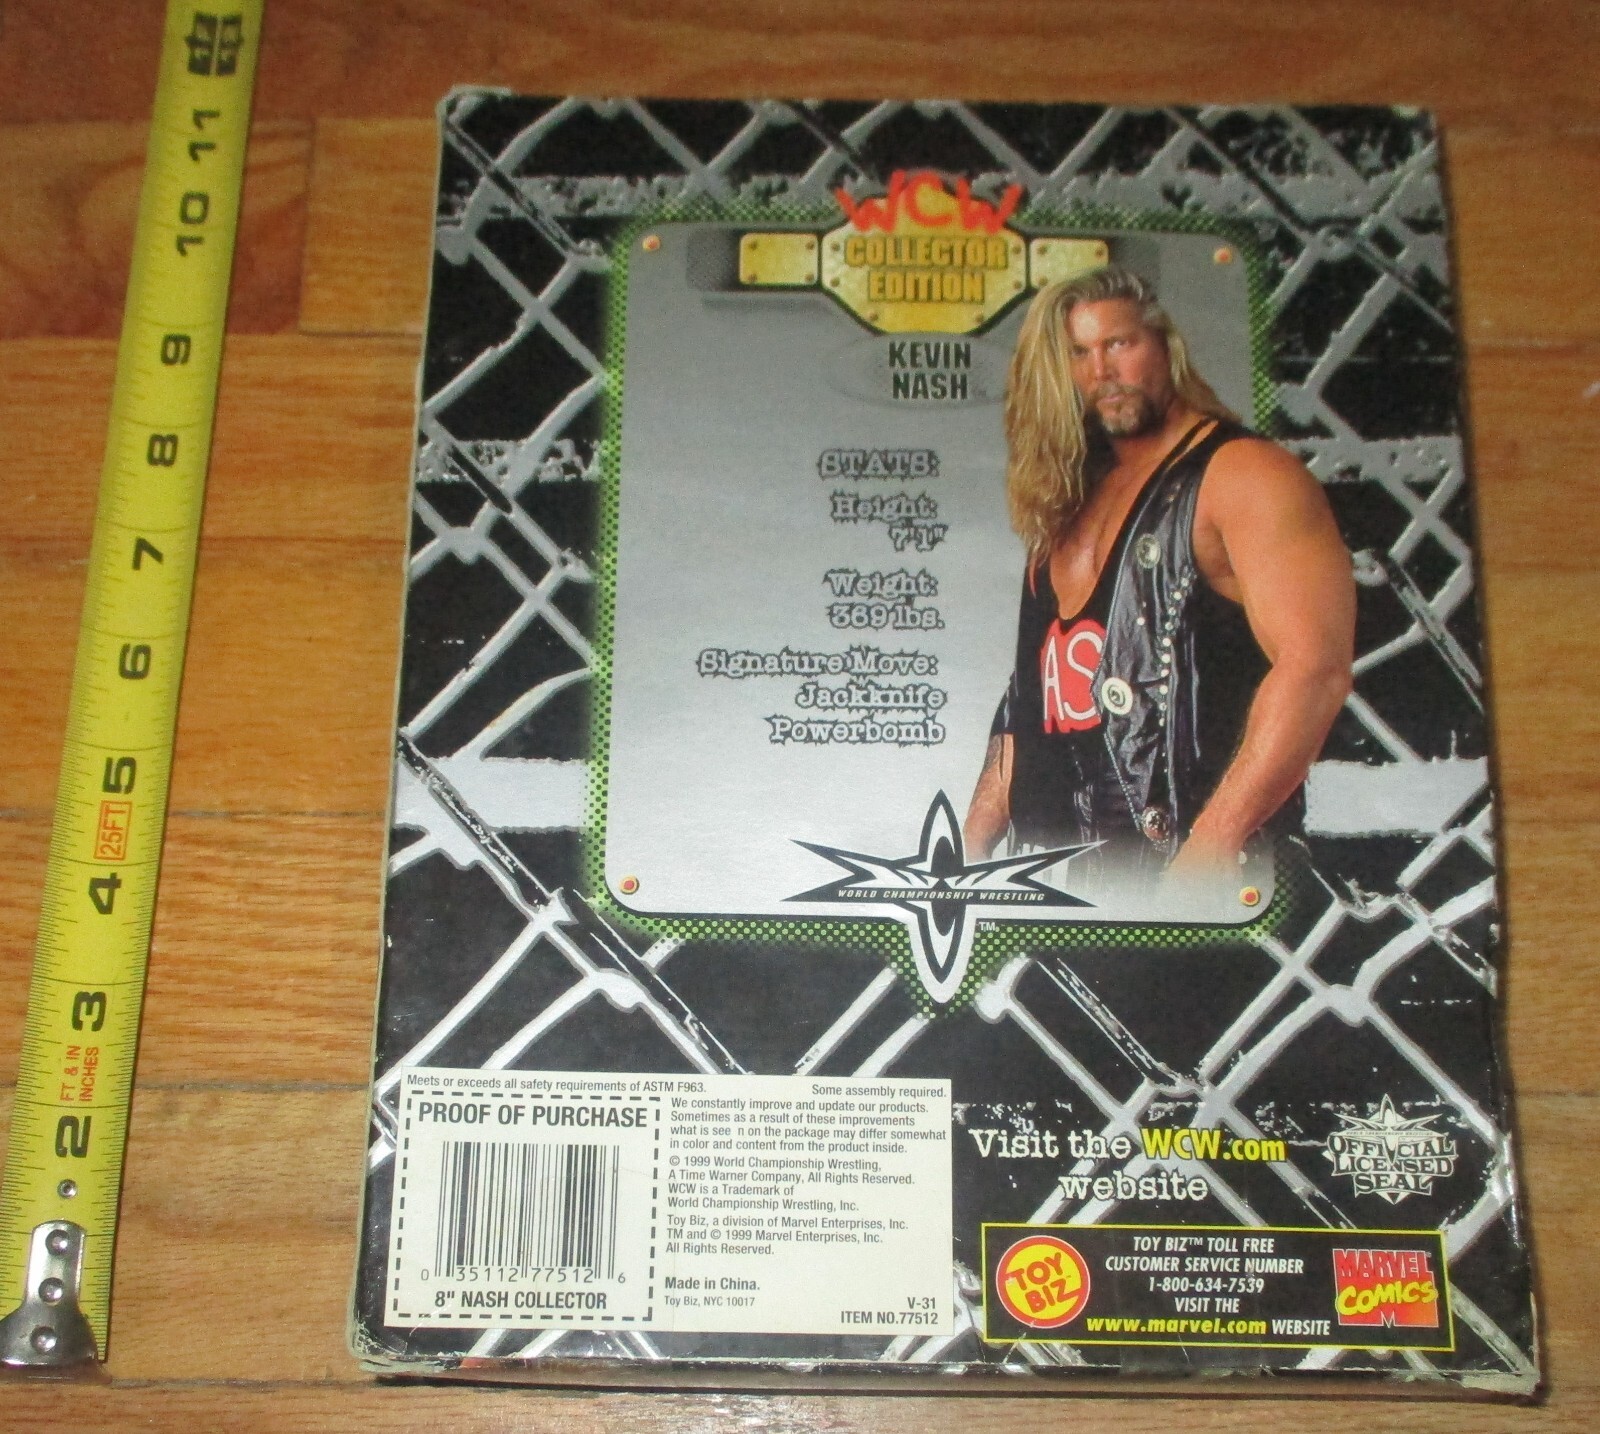 WCW
COLLECTOR
EDITION
KEVIN
NASH
STATS:
Height:
7'1"
Weight:
369 lbs.
Signature Move:
Jackknife
Powerbomb
AS
WORLD CHAMPIONSHIP WRESTLING
TM
Meets or exceeds all safety requirements of ASTM F963.
Some assembly required.
PROOF OF PURCHASE
0 35112 77512 6
8" NASH COLLECTOR
We constantly improve and update our products.
Sometimes as a result of these improvements
what is see n on the package may differ somewhat
in color and content from the product inside.
© 1999 World Championship Wrestling,
A Time Warner Company, All Rights Reserved.
WCW is a Trademark of
World Championship Wrestling, Inc.
Toy Biz, a division of Marvel Enterprises, Inc.
TM and © 1999 Marvel Enterprises, Inc.
All Rights Reserved.
Made in China.
Toy Biz, NYC 10017
V-31
ITEM NO.77512
Visit the WCW.com
website
OFFICIAL
LICENSED
SEAL
TOY
BIZ
TOY BIZ™ TOLL FREE
CUSTOMER SERVICE NUMBER
1-800-634-7539
VISIT THE
www.marvel.com WEBSITE
MARVEL
COMICS
M
11
10
9
8
7
6
5
25FT
4
3
FT & IN
INCHES
2